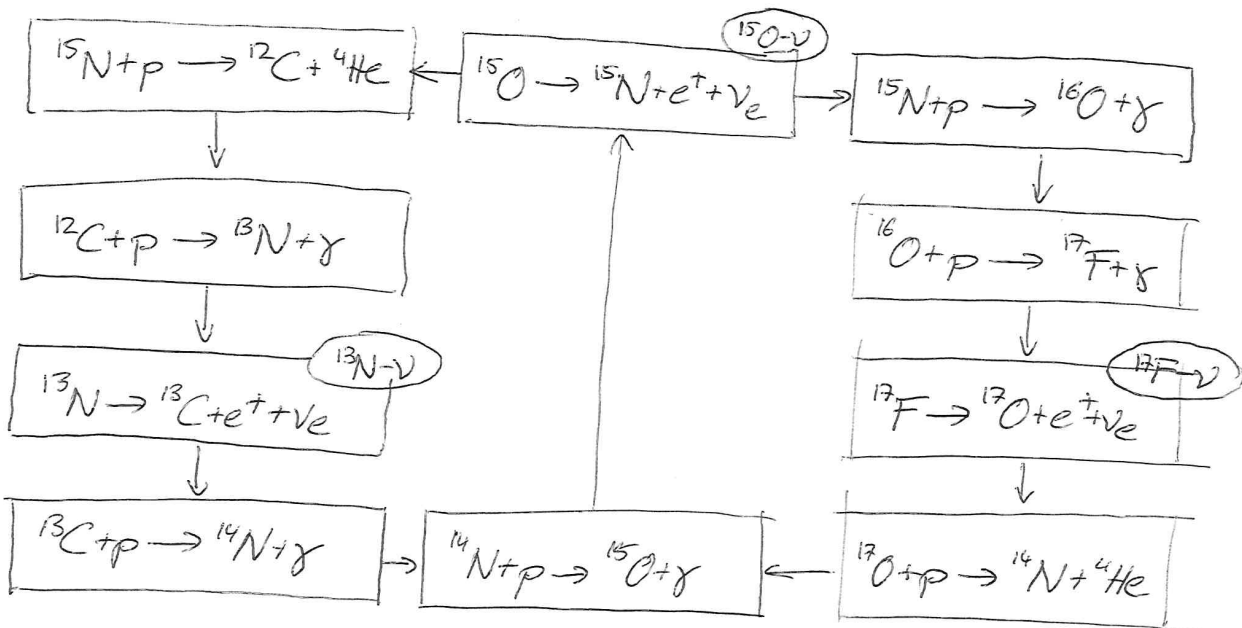 ¹⁵O-ν
¹⁵N+p → ¹²C+⁴He
¹⁵O → ¹⁵N+e⁺+νₑ
¹⁵N+p → ¹⁶O+γ
¹²C+p → ¹³N+γ
¹⁶O+p → ¹⁷F+γ
¹³N-ν
¹⁷F-ν
¹³N → ¹³C+e⁺+νe
¹⁷F → ¹⁷O+e⁺+νₑ
¹³C+p → ¹⁴N+γ
¹⁴N+p → ¹⁵O+γ
¹⁷O+p → ¹⁴N+⁴He